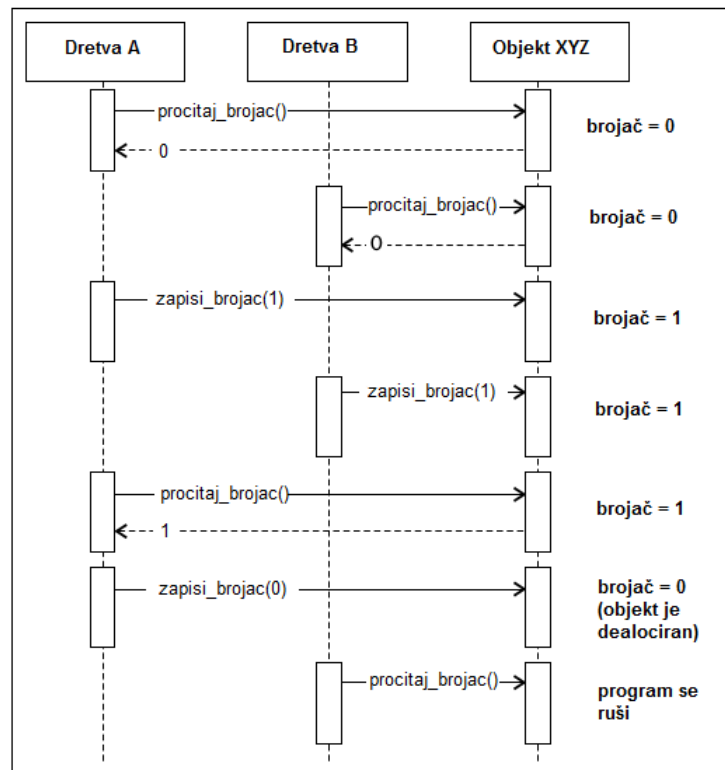 Dretva A
Dretva B
Objekt XYZ
procitaj_brojac()
brojač = 0
0
procitaj_brojac()
brojač = 0
O
zapisi_brojac(1)
brojač = 1
zapisi_brojac(1)
brojač = 1
procitaj_brojac()
brojač = 1
1
zapisi_brojac(0)
brojač = 0
(objekt je
dealociran)
procitaj_brojac()
program se
ruši